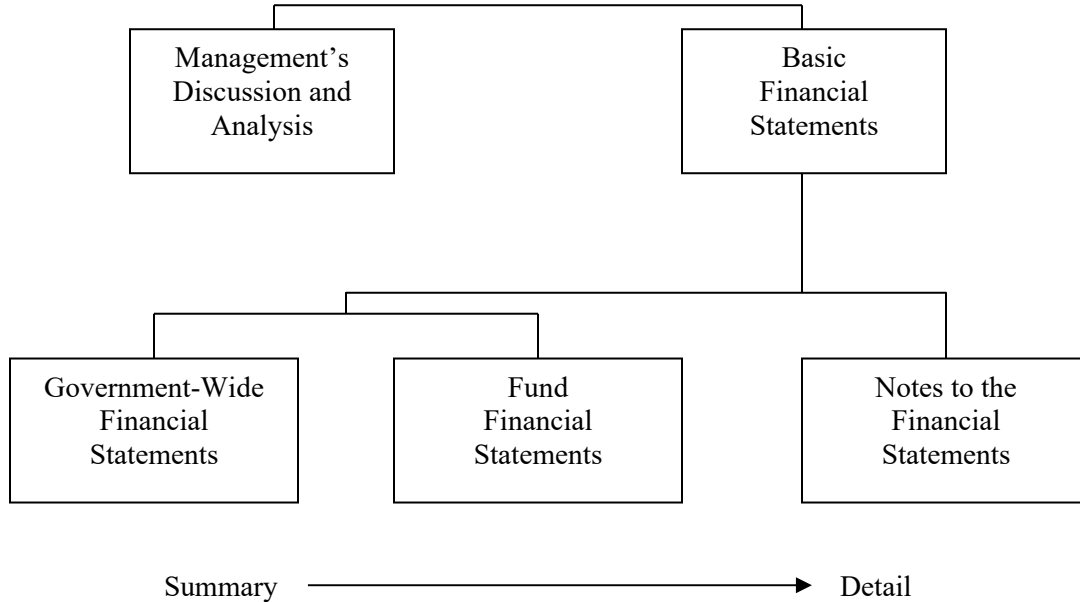 Management’s
Discussion and
Analysis
Basic
Financial
Statements
Government-Wide
Financial
Statements
Fund
Financial
Statements
Notes to the
Financial
Statements
Summary
Detail